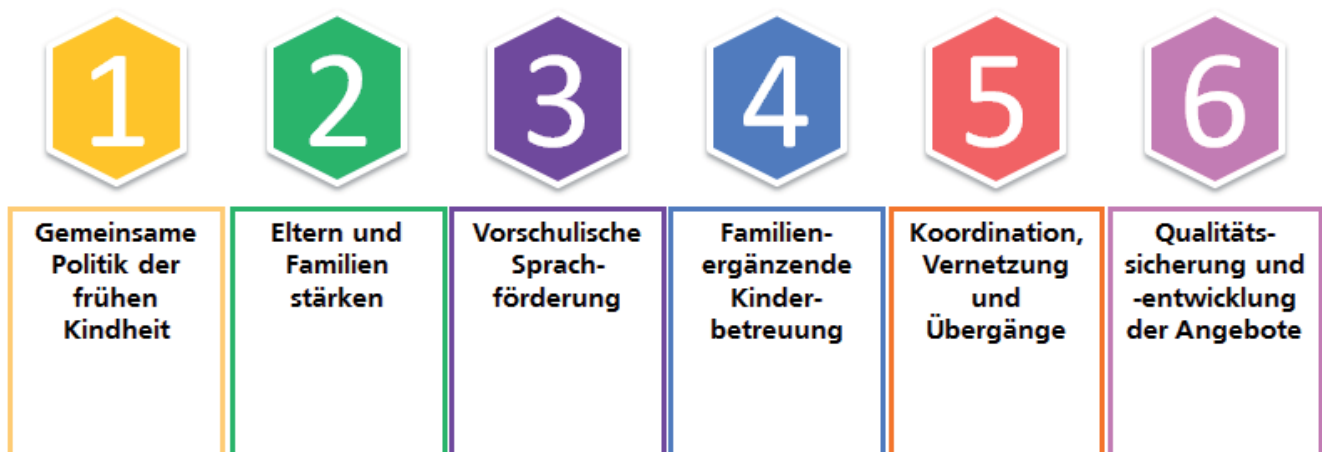 1
2
3
4
5
6
Gemeinsame
Politik der
frühen
Kindheit
Eltern und
Familien
stärken
Vorschulische
Sprach-
förderung
Familien-
ergänzende
Kinder-
betreuung
Koordination,
Vernetzung
und
Übergänge
Qualitäts-
sicherung und
-entwicklung
der Angebote